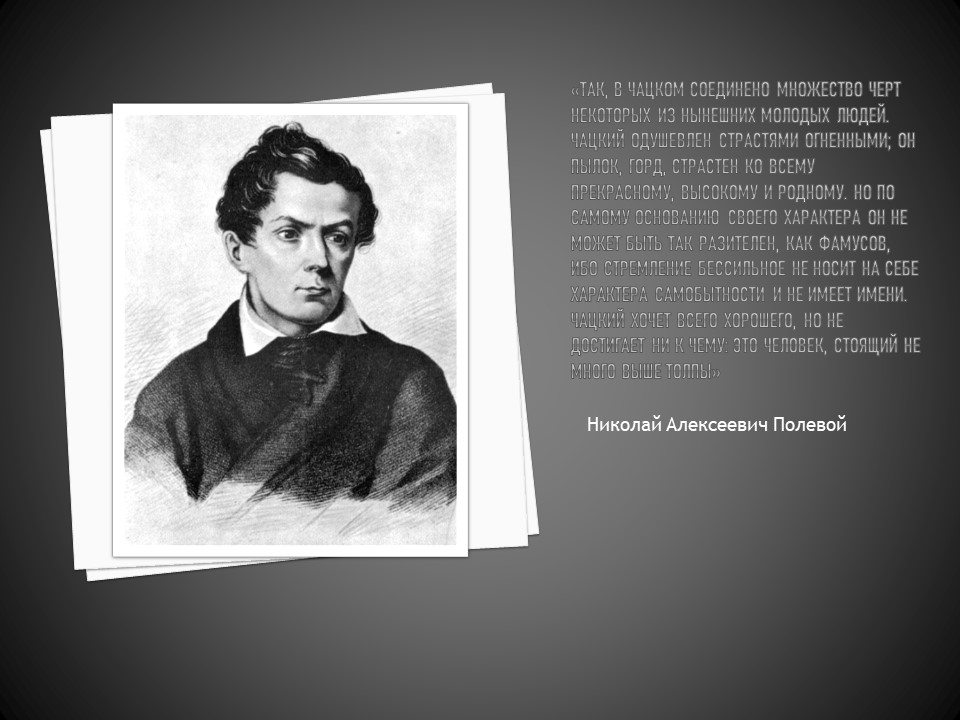 «ТАК, В ЧАЦКОМ СОЕДИНЕНО МНОЖЕСТВО ЧЕРТ
НЕКОТОРЫХ ИЗ НЫНЕШНИХ МОЛОДЫХ ЛЮДЕЙ.
ЧАЦКИЙ ОДУШЕВЛЕН СТРАСТЯМИ ОГНЕННЫМИ; ОН
ПЫЛОК, ГОРД, СТРАСТЕН КО ВСЕМУ
ПРЕКРАСНОМУ, ВЫСОКОМУ И РОДНОМУ. НО ПО
САМОМУ ОСНОВАНИЮ СВОЕГО ХАРАКТЕРА ОН НЕ
МОЖЕТ БЫТЬ ТАК РАЗИТЕЛЕН, КАК ФАМУСОВ,
ИБО СТРЕМЛЕНИЕ БЕССИЛЬНОЕ НЕ НОСИТ НА СЕБЕ
ХАРАКТЕРА САМОБЫТНОСТИ И НЕ ИМЕЕТ ИМЕНИ.
ЧАЦКИЙ ХОЧЕТ ВСЕГО ХОРОШЕГО, НО НЕ
ДОСТИГАЕТ НИ К ЧЕМУ: ЭТО ЧЕЛОВЕК, СТОЯЩИЙ НЕ
МНОГО ВЫШЕ ТОЛПЫ»
Николай Алексеевич Полевой